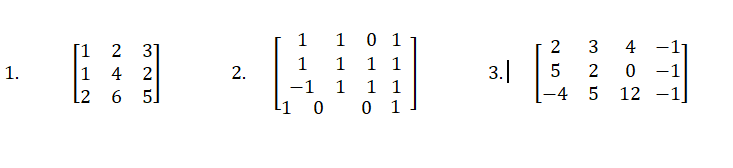 1.
1 2 3
1 4 2
2 6 5
2.
1 1 0 1
1 1 1 1
−1 1 1 1
1 0 0 1
3.
2 3 4 −1
5 2 0 −1
−4 5 12 −1